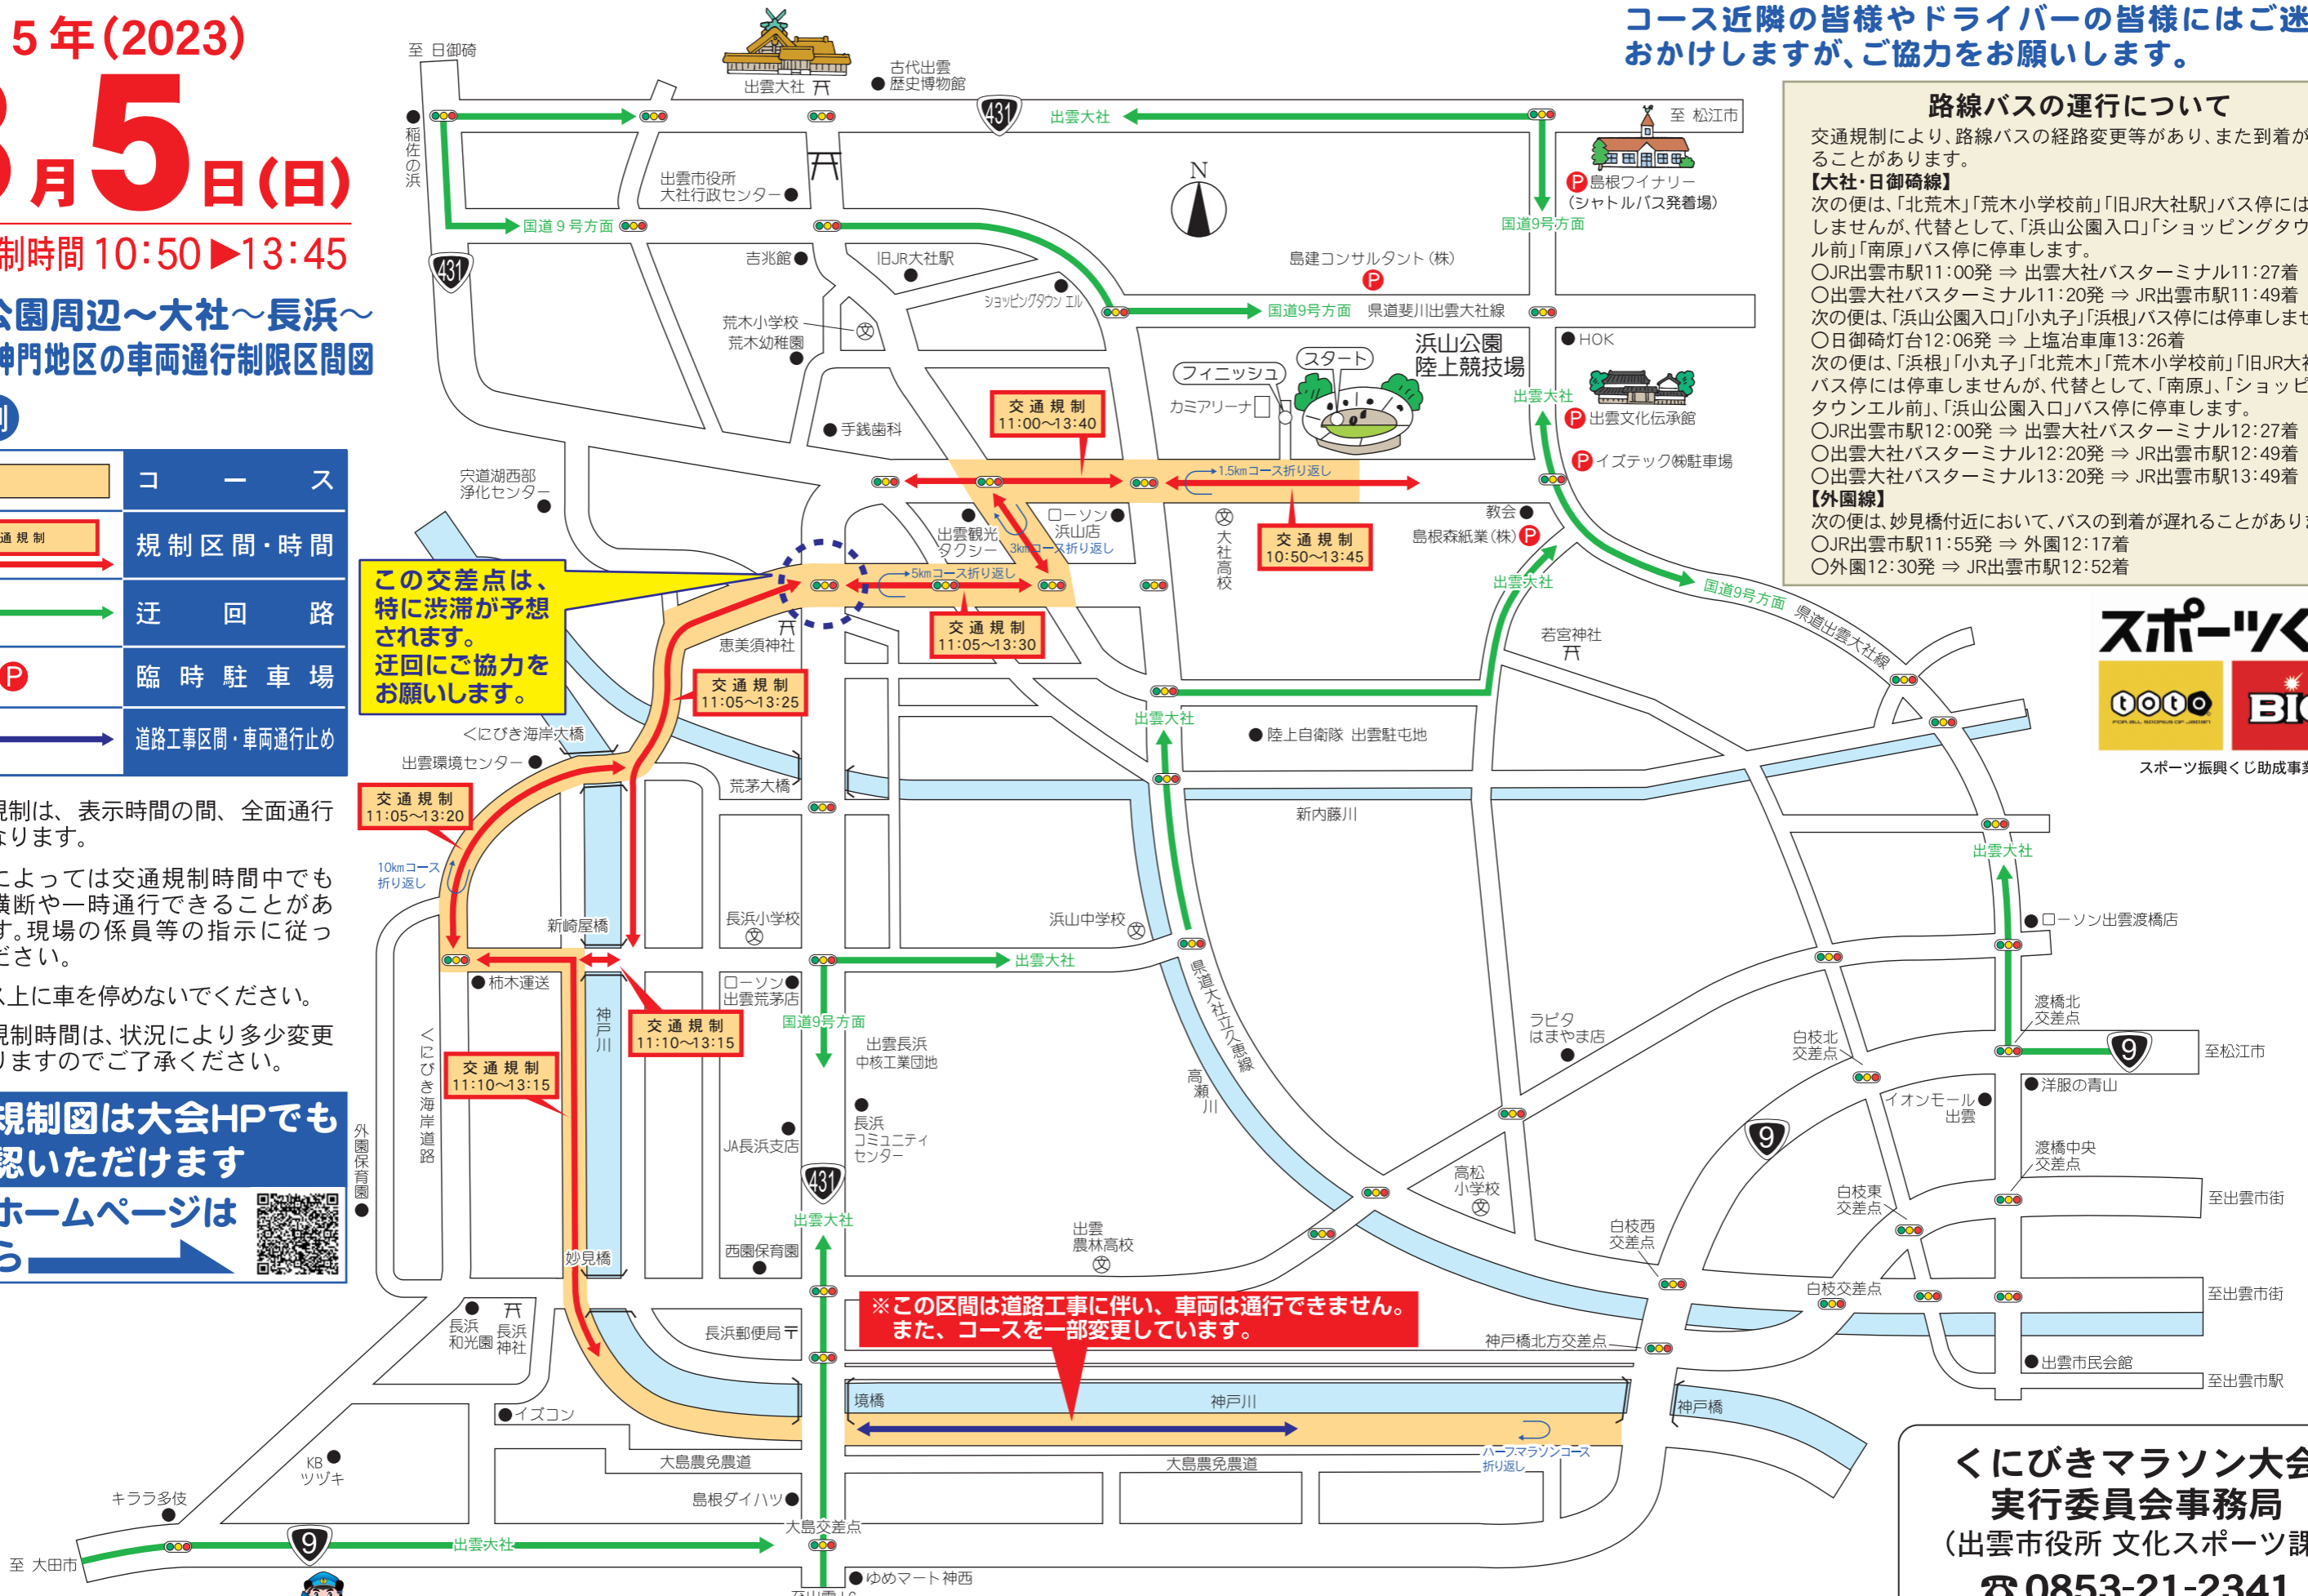 5年(2023)
月5日(日)
制時間 10:50▶13:45
公園周辺～大社～長浜～
神門地区の車両通行制限区間図
制
コース
通規制
規制区間・時間
迂回路
P
臨時駐車場
道路工事区間・車両通行止め
規制は、表示時間の間、全面通行
なります。
によっては交通規制時間中でも
横断や一時通行できることがあ
す。現場の係員等の指示に従っ
ださい。
ス上に車を停めないでください。
規制時間は、状況により多少変更
りますのでご了承ください。
規制図は大会HPでも
認いただけます
ホームページは
ら
コース近隣の皆様やドライバーの皆様にはご迷
おかけしますが、ご協力をお願いします。
路線バスの運行について
交通規制により、路線バスの経路変更等があり、また到着が
ることがあります。
【大社・日御碕線】
次の便は、「北荒木」「荒木小学校前」「旧JR大社駅」バス停には
しませんが、代替として、「浜山公園入口」「ショッピングタウ
ル前」「南原」バス停に停車します。
○JR出雲市駅11:00発 ⇒ 出雲大社バスターミナル11:27着
○出雲大社バスターミナル11:20発 ⇒ JR出雲市駅11:49着
次の便は、「浜山公園入口」「小丸子」「浜根」バス停には停車しませ
○日御碕灯台12:06発 ⇒ 上塩冶車庫13:26着
次の便は、「浜根」「小丸子」「北荒木」「荒木小学校前」「旧JR大社
バス停には停車しませんが、代替として、「南原」、「ショッピ
タウンエル前」、「浜山公園入口」バス停に停車します。
○JR出雲市駅12:00発 ⇒ 出雲大社バスターミナル12:27着
○出雲大社バスターミナル12:20発 ⇒ JR出雲市駅12:49着
○出雲大社バスターミナル13:20発 ⇒ JR出雲市駅13:49着
【外園線】
次の便は、妙見橋付近において、バスの到着が遅れることがあり
○JR出雲市駅11:55発 ⇒ 外園12:17着
○外園12:30発 ⇒ JR出雲市駅12:52着
スポーツく
toto
BIG
スポーツ振興くじ助成事業
至 日御碕
稲佐の浜
出雲大社
古代出雲
歴史博物館
431
出雲大社
至 松江市
出雲市役所
大社行政センター
N
P島根ワイナリー
(シャトルバス発着場)
国道9号方面
国道9号方面
431
吉兆館
旧JR大社駅
ショッピングタウン エル
島建コンサルタント(株)
P
国道9号方面
県道斐川出雲大社線
荒木小学校
文
荒木幼稚園
HOK
浜山公園
陸上競技場
スタート
フィニッシュ
カミアリーナ
出雲大社
P出雲文化伝承館
手銭歯科
交通規制
11:00～13:40
Pイズテック㈱駐車場
宍道湖西部
浄化センター
1.5kmコース折り返し
出雲観光
タクシー
ローソン
浜山店
3kmコース折り返し
文
大社高校
交通規制
10:50～13:45
教会
島根森紙業(株)P
この交差点は、
特に渋滞が予想
されます。
迂回にご協力を
お願いします。
5kmコース折り返し
出雲大社
国道9号方面
県道出雲大社線
恵美須神社
交通規制
11:05～13:30
若宮神社
交通規制
11:05～13:25
出雲大社
くにびき海岸大橋
陸上自衛隊 出雲駐屯地
出雲環境センター
荒茅大橋
交通規制
11:05～13:20
新内藤川
出雲大社
10kmコース
折り返し
新崎屋橋
長浜小学校
文
浜山中学校
文
ローソン出雲渡橋店
柿木運送
ローソン
出雲荒茅店
出雲大社
県道大社立久恵線
国道9号方面
神戸川
交通規制
11:10～13:15
渡橋北
交差点
くにびき海岸道路
出雲長浜
中核工業団地
ラピタ
はまやま店
白枝北
交差点
9
至松江市
交通規制
11:10～13:15
高瀬川
洋服の青山
イオンモール
出雲
外園保育園
JA長浜支店
長浜
コミュニティ
センター
9
渡橋中央
交差点
431
高松
小学校
文
白枝東
交差点
至出雲市街
出雲大社
出雲
農林高校
文
白枝西
交差点
妙見橋
西園保育園
白枝交差点
至出雲市街
※この区間は道路工事に伴い、車両は通行できません。
また、コースを一部変更しています。
長浜
和光園
長浜
神社
長浜郵便局〒
神戸橋北方交差点
出雲市民会館
至出雲市駅
境橋
神戸川
神戸橋
イズコン
ハーフマラソンコース
折り返し
大島農免農道
大島農免農道
KB
ツヅキ
キララ多伎
島根ダイハツ
大島交差点
9
出雲大社
至 大田市
ゆめマート神西
くにびきマラソン大会
実行委員会事務局
(出雲市役所 文化スポーツ課
☎0853-21-2341